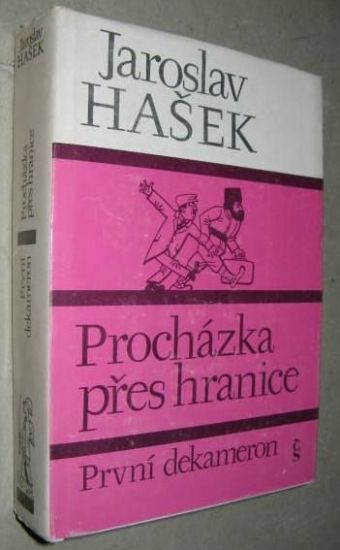 Jaroslav
HAŠEK
Procházka
přes hranice
První dekameron
Jaroslav
HAŠEK
Procházka
přes hranice
První
dekameron